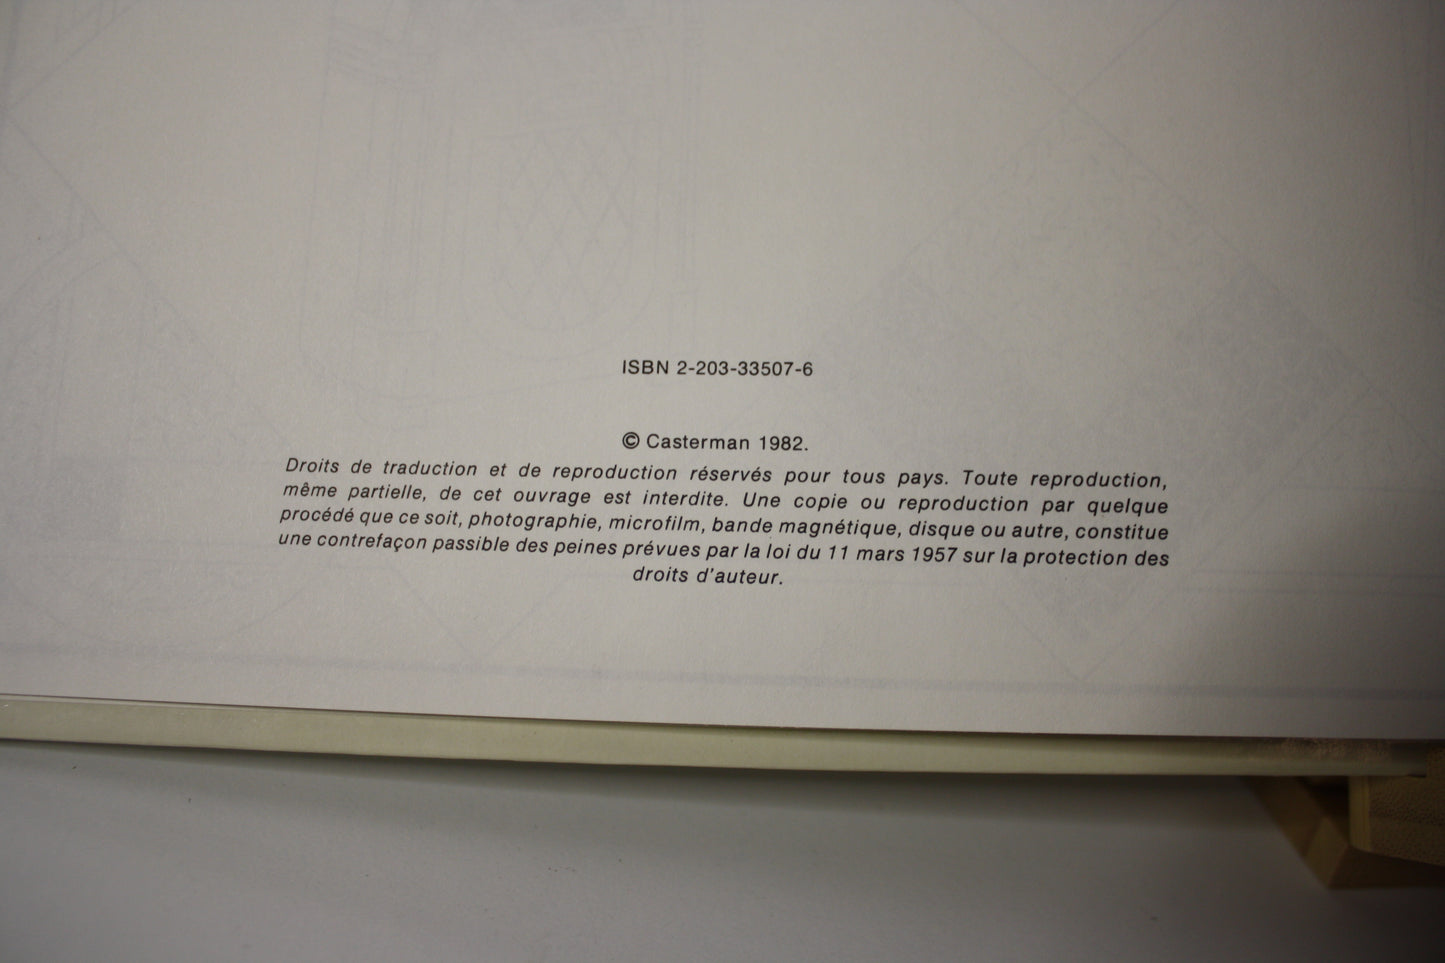 ISBN 2-203-33507-6
© Casterman 1982.
Droits de traduction et de reproduction réservés pour tous pays. Toute reproduction,
même partielle, de cet ouvrage est interdite. Une copie ou reproduction par quelque
procédé que ce soit, photographie, microfilm, bande magnétique, disque ou autre, constitue
une contrefaçon passible des peines prévues par la loi du 11 mars 1957 sur la protection des
droits d'auteur.